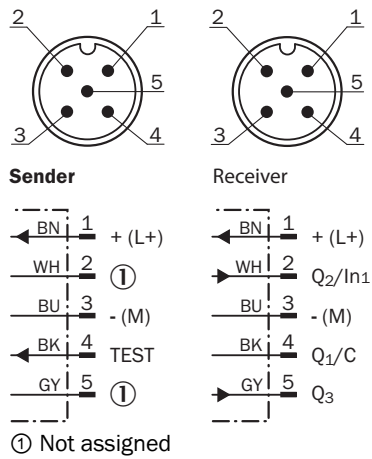 2 1 2 1
5 5
3 4 3 4
Sender Receiver
BN 1 + (L+) BN 1 + (L+)
WH 2 ① WH 2 Q2/In1
BU 3 - (M) BU 3 - (M)
BK 4 TEST BK 4 Q1/C
GY 5 ① GY 5 Q3
① Not assigned